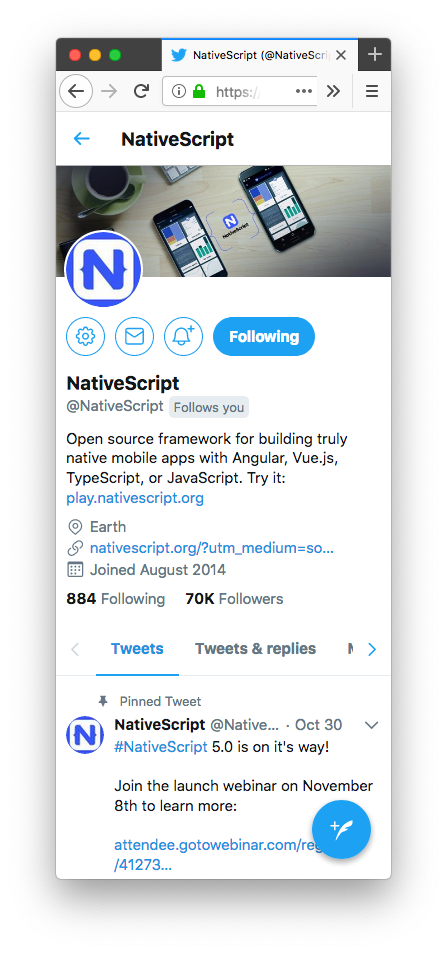 NativeScript (@NativeScri
https:/
NativeScript
NativeScript
N
Following
NativeScript
@NativeScript Follows you
Open source framework for building truly
native mobile apps with Angular, Vue.js,
TypeScript, or JavaScript. Try it:
play.nativescript.org
Earth
nativescript.org/?utm_medium=so...
Joined August 2014
884 Following 70K Followers
Tweets Tweets & replies
Pinned Tweet
NativeScript @Native... · Oct 30
#NativeScript 5.0 is on it's way!
Join the launch webinar on November
8th to learn more:
attendee.gotowebinar.com/reg
/41273...